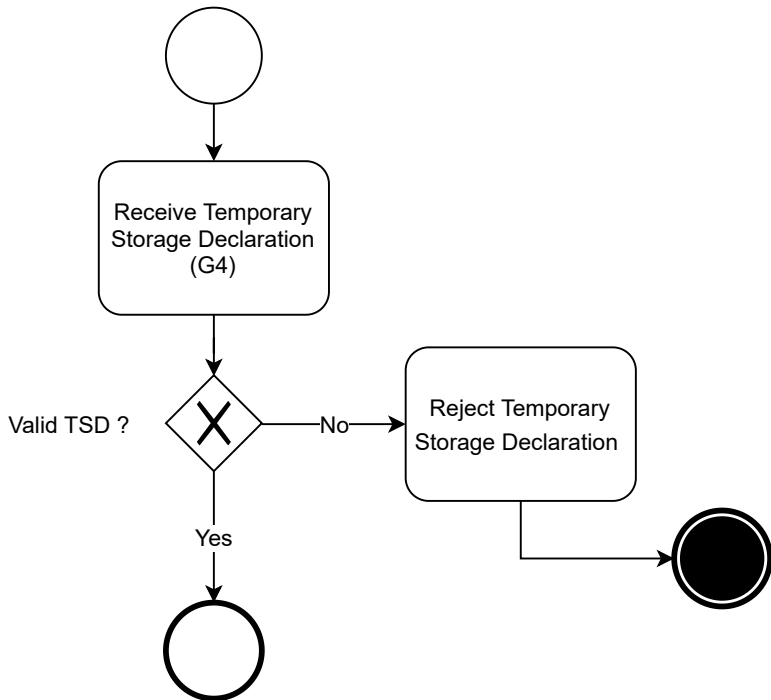 Receive Temporary
Storage Declaration
(G4)
Valid TSD ?
No
Reject Temporary
Storage Declaration
Yes